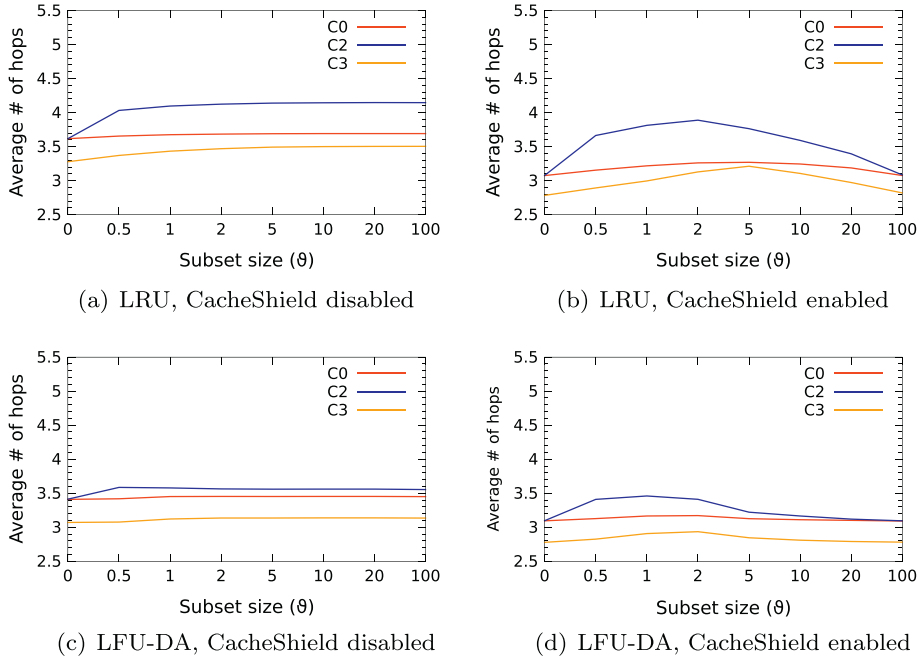 5.5
5
4.5
4
3.5
3
2.5
Average # of hops
C0
C2
C3
0 0.5 1 2 5 10 20 100
Subset size (ϑ)
(a) LRU, CacheShield disabled
5.5
5
4.5
4
3.5
3
2.5
Average # of hops
C0
C2
C3
0 0.5 1 2 5 10 20 100
Subset size (ϑ)
(b) LRU, CacheShield enabled
5.5
5
4.5
4
3.5
3
2.5
Average # of hops
C0
C2
C3
0 0.5 1 2 5 10 20 100
Subset size (ϑ)
(c) LFU-DA, CacheShield disabled
5.5
5
4.5
4
3.5
3
2.5
Average # of hops
C0
C2
C3
0 0.5 1 2 5 10 20 100
Subset size (ϑ)
(d) LFU-DA, CacheShield enabled